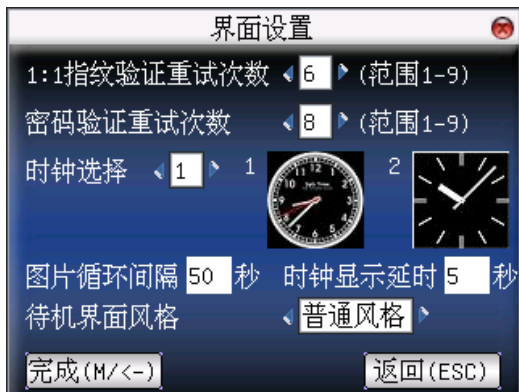 界面设置
1:1指纹验证重试次数 6 (范围1-9)
密码验证重试次数 8 (范围1-9)
时钟选择 1 1 2
图片循环间隔 50 秒 时钟显示延时 5 秒
待机界面风格 普通风格
完成(M/<-) 返回(ESC)